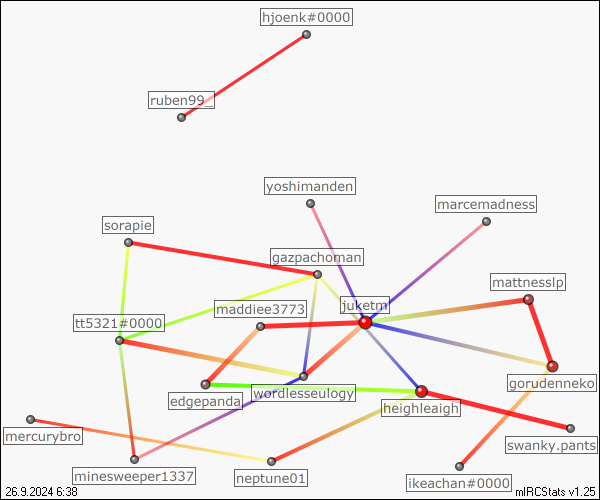 hjoenk#0000
ruben99_
yoshimanden
marcemadness
sorapie
gazpachoman
mattnesslp
maddiee3773
juketm
tt5321#0000
gorudenneko
wordlesseulogy
edgepanda
heighleaigh
mercurybro
swanky.pants
minesweeper1337
neptune01
ikeachan#0000
26.9.2024 6:38
mIRCStats v1.25